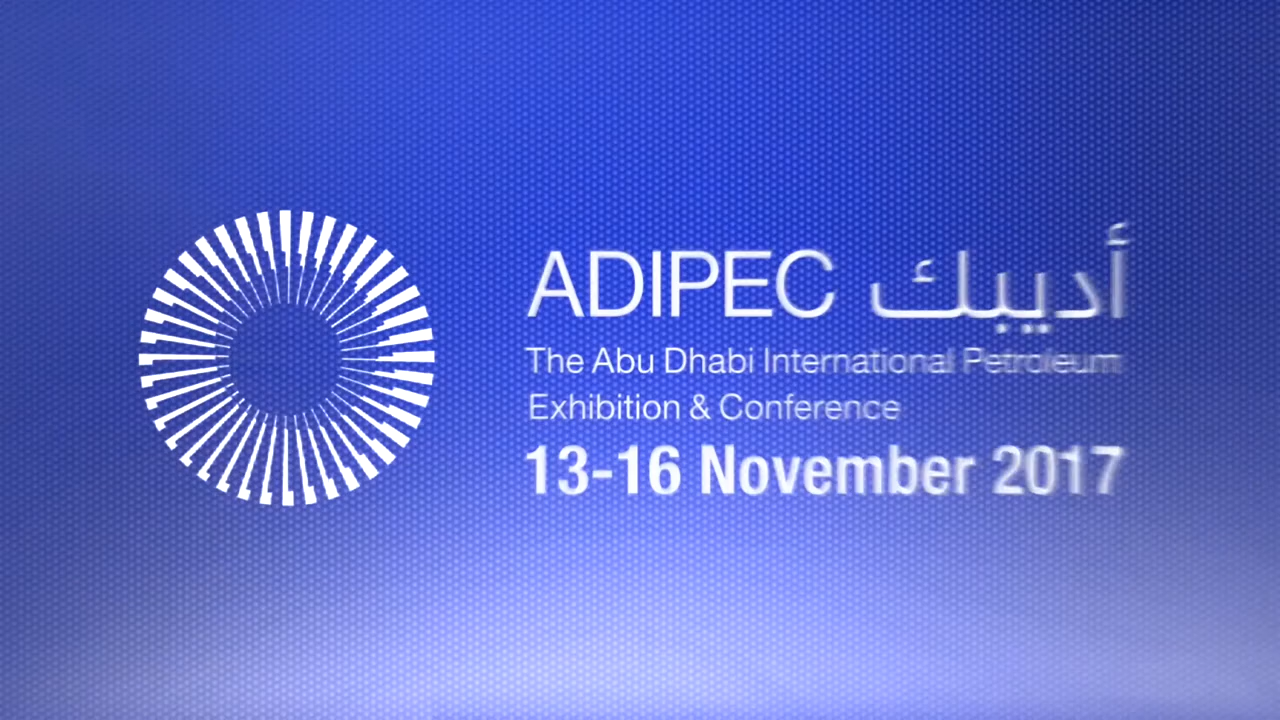 ADIPEC أديبك
The Abu Dhabi International Petroleum
Exhibition & Conference
13-16 November 2017